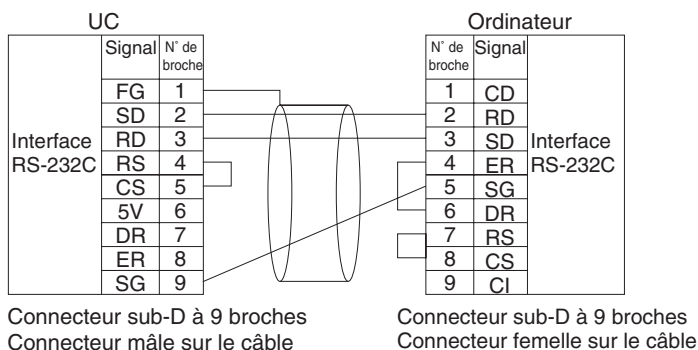 UC
Ordinateur
Interface
RS-232C
Signal N° de broche
FG 1
SD 2
RD 3
RS 4
CS 5
5V 6
DR 7
ER 8
SG 9
N° de broche Signal
1 CD
2 RD
3 SD
4 ER
5 SG
6 DR
7 RS
8 CS
9 CI
Interface
RS-232C
Connecteur sub-D à 9 broches
Connecteur mâle sur le câble
Connecteur sub-D à 9 broches
Connecteur femelle sur le câble